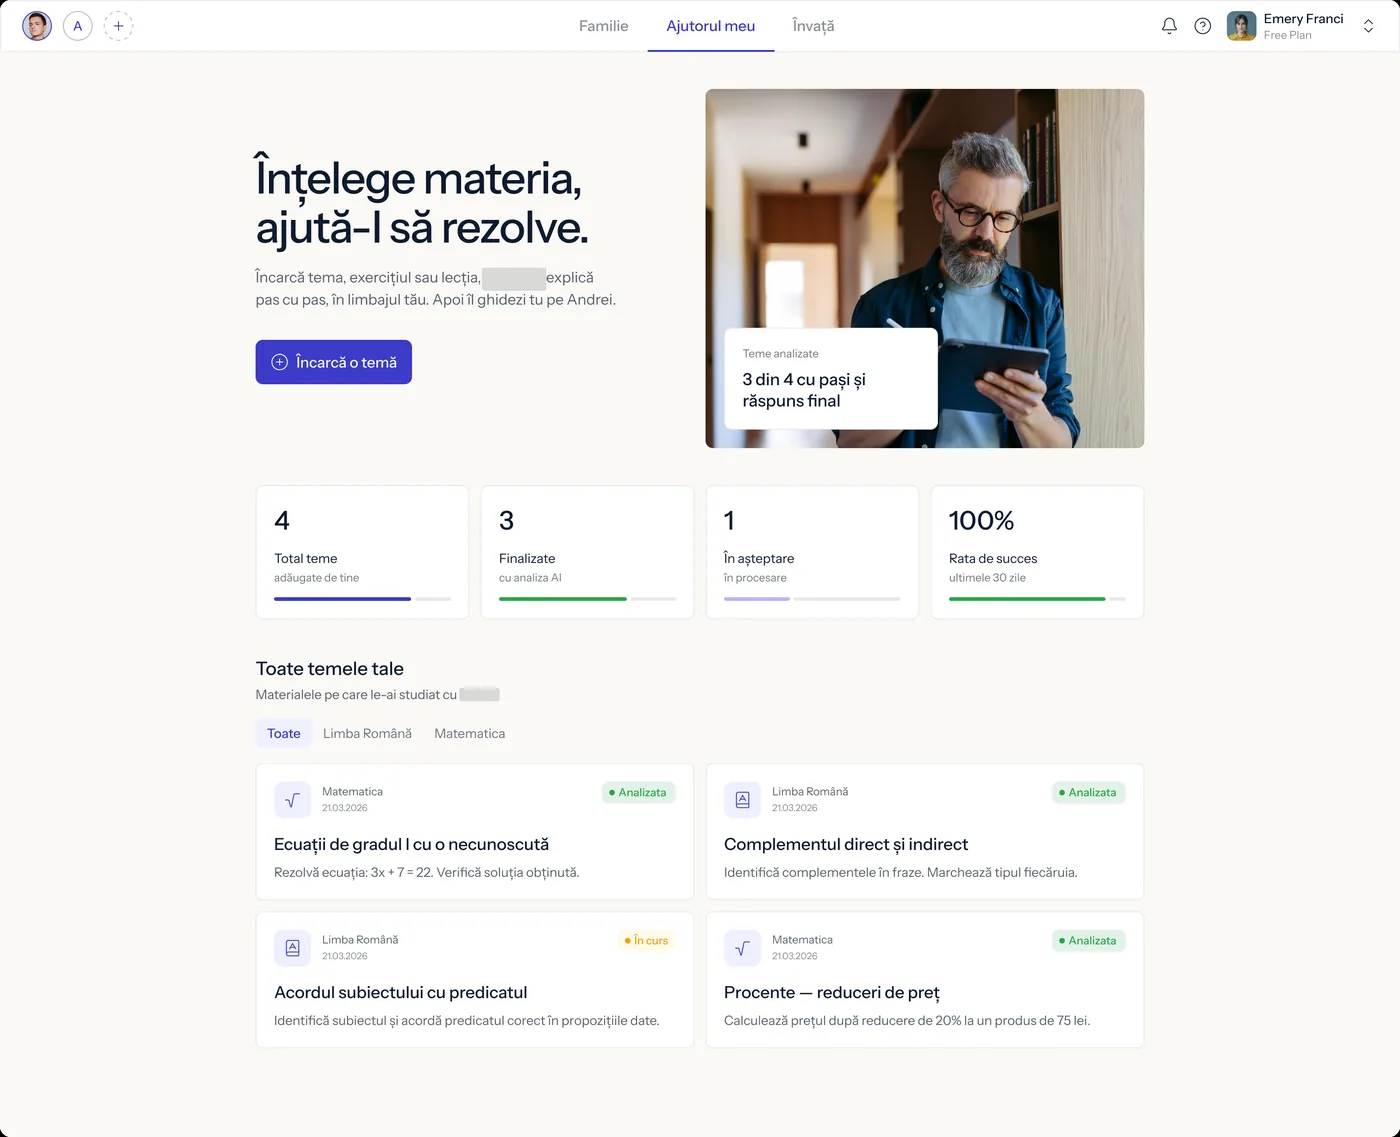 A
Familie
Ajutorul meu
Învață
Emery Franci
Free Plan
Înțelege materia,
ajută-l să rezolve.
Încarcă tema, exercițiul sau lecția, explică
pas cu pas, în limbajul tău. Apoi îl ghidezi tu pe Andrei.
Încarcă o temă
Teme analizate
3 din 4 cu pași și
răspuns final
4
Total teme
adăugate de tine
3
Finalizate
cu analiza AI
1
În așteptare
în procesare
100%
Rata de succes
ultimele 30 zile
Toate temele tale
Materialele pe care le-ai studiat cu
Toate
Limba Română
Matematica
Matematica
21.03.2026
Analizata
Ecuații de gradul I cu o necunoscută
Rezolvă ecuația: 3x + 7 = 22. Verifică soluția obținută.
Limba Română
21.03.2026
Analizata
Complementul direct și indirect
Identifică complementele în fraze. Marchează tipul fiecăruia.
Limba Română
21.03.2026
În curs
Acordul subiectului cu predicatul
Identifică subiectul și acordă predicatul corect în propozițiile date.
Matematica
21.03.2026
Analizata
Procente — reduceri de preț
Calculează prețul după reducere de 20% la un produs de 75 lei.